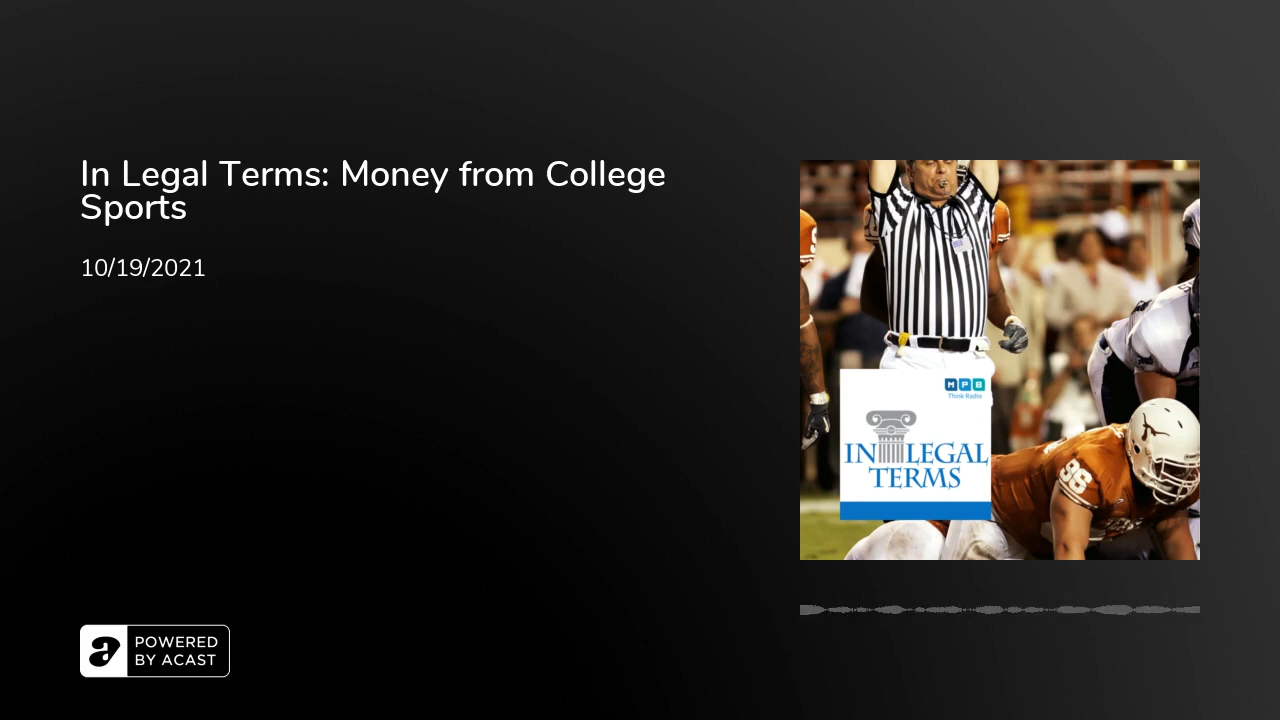 In Legal Terms: Money from College
Sports
10/19/2021
MPB
Think Radio
IN LEGAL
TERMS
96
a POWERED
BY ACAST